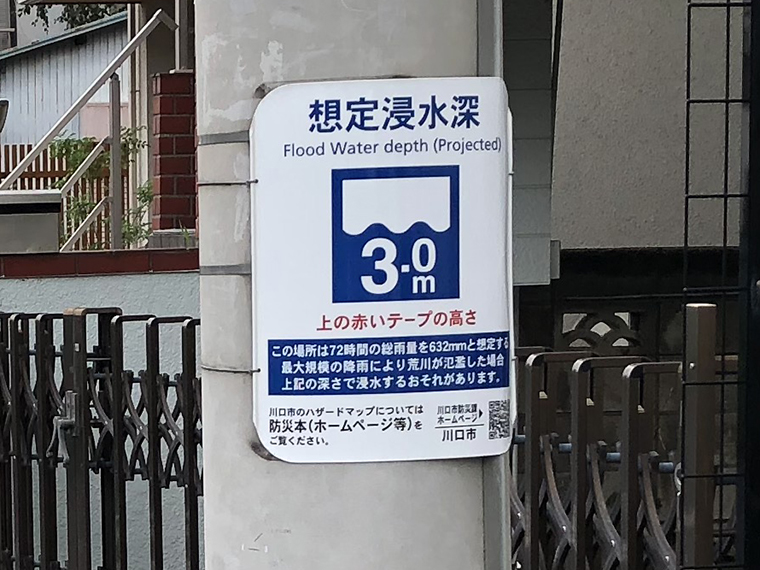 想定浸水深
Flood Water depth (Projected)
3.0
m
上の赤いテープの高さ
この場所は72時間の総雨量を632mmと想定する
最大規模の降雨により荒川が氾濫した場合
上記の深さで浸水するおそれがあります。
川口市のハザードマップについては
防災本(ホームページ等)を
ご覧ください。
川口市防災課
ホームページ
川口市